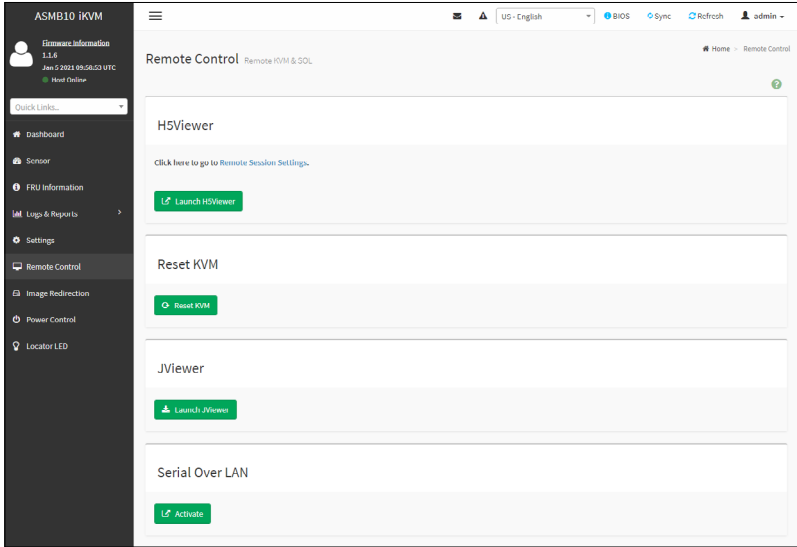 ASMB10 iKVM
Firmware Information
1.1.6
Jan 5 2021 09:50:53 UTC
Host Online
Quick Links..
Dashboard
Sensor
FRU Information
Logs & Reports
Settings
Remote Control
Image Redirection
Power Control
Locator LED
US - English
BIOS
Sync
Refresh
admin
Remote Control Remote KVM & SOL
Home > Remote Control
H5Viewer
Click here to go to Remote Session Settings.
Launch H5Viewer
Reset KVM
Reset KVM
JViewer
Launch JViewer
Serial Over LAN
Activate